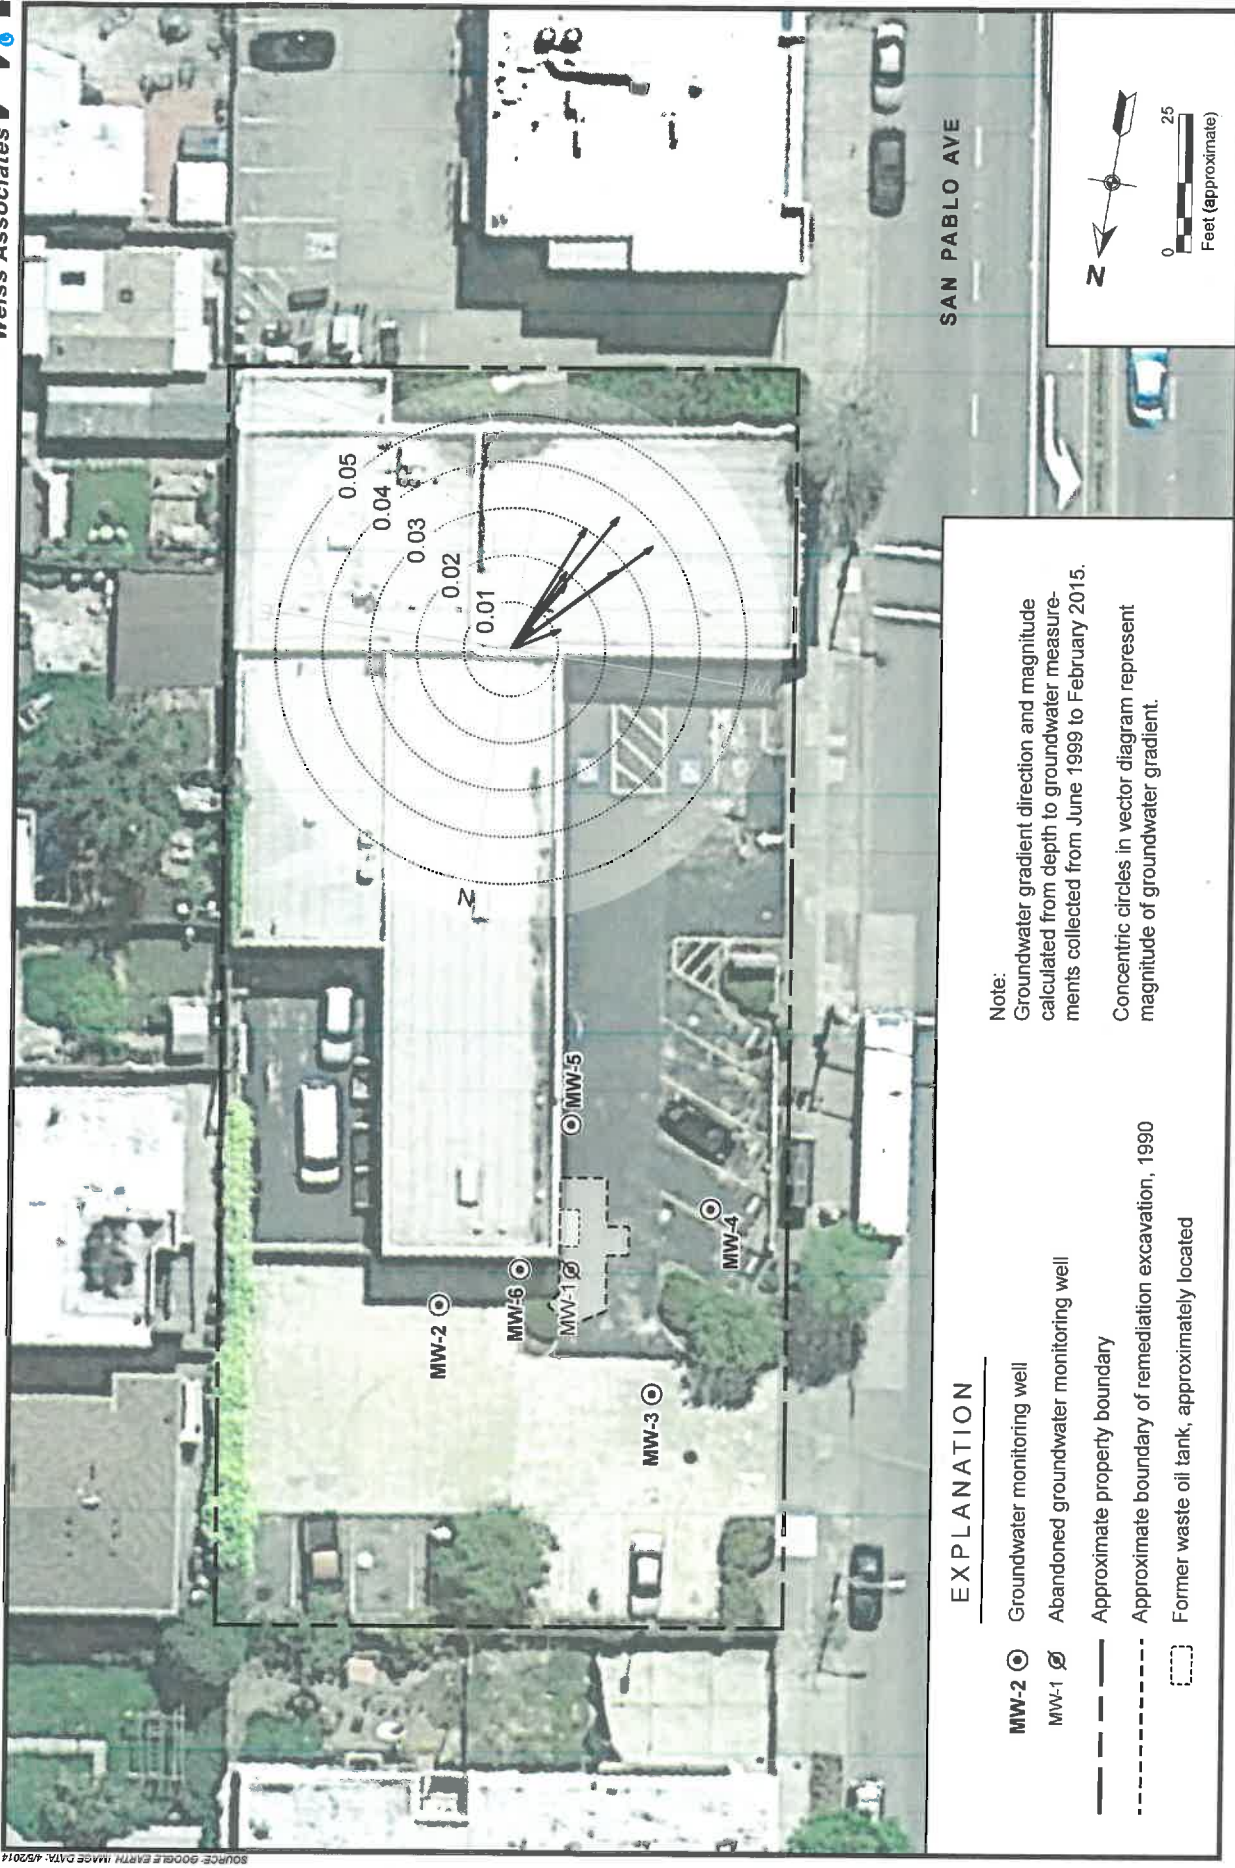 Weiss Associates
0.05
0.04
0.03
0.02
0.01
N
W
MW-5
MW-4
MW-6
MW-1
MW-2
MW-3
SAN PABLO AVE
N
0 25
Feet (approximate)
EXPLANATION
MW-2 Groundwater monitoring well
MW-1 Abandoned groundwater monitoring well
Approximate property boundary
Approximate boundary of remediation excavation, 1990
Former waste oil tank, approximately located
Note:
Groundwater gradient direction and magnitude
calculated from depth to groundwater measure-
ments collected from June 1999 to February 2015.
Concentric circles in vector diagram represent
magnitude of groundwater gradient.
SOURCE: GOOGLE EARTH IMAGE DATA: 4/5/2014